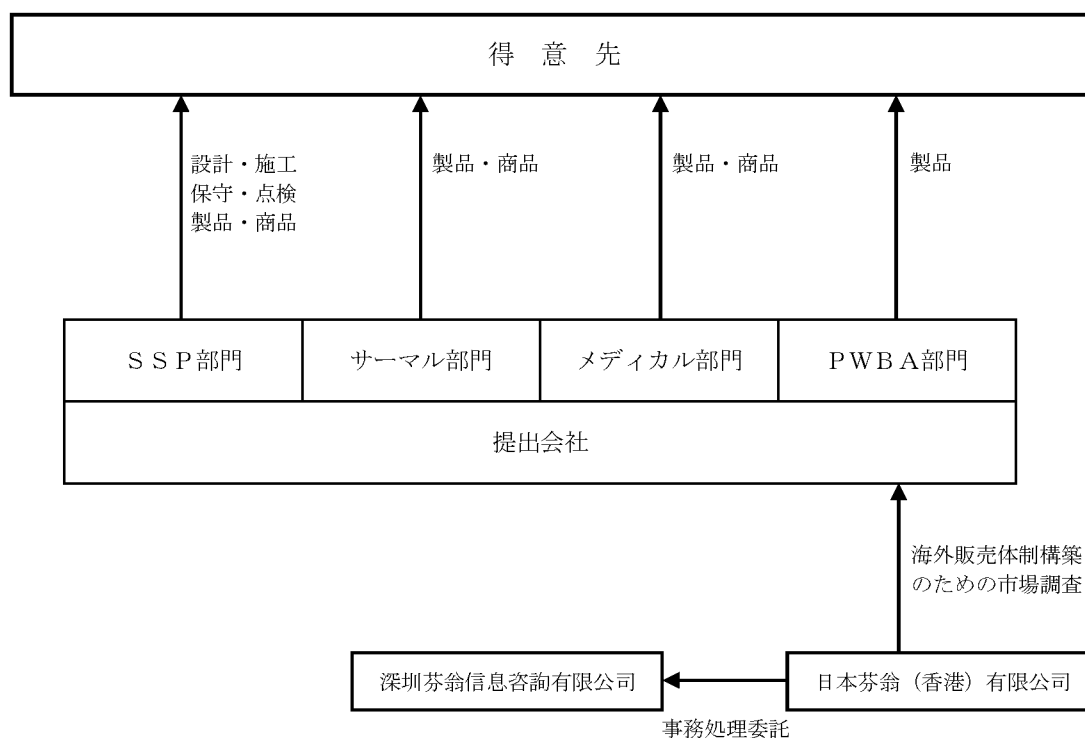 得 意 先
設計・施工
保守・点検
製品・商品
製品・商品
製品・商品
製品
ＳＳＰ部門
サーマル部門
メディカル部門
ＰＷＢＡ部門
提出会社
海外販売体制構築
のための市場調査
深圳芬翁信息咨詢有限公司
日本芬翁（香港）有限公司
事務処理委託